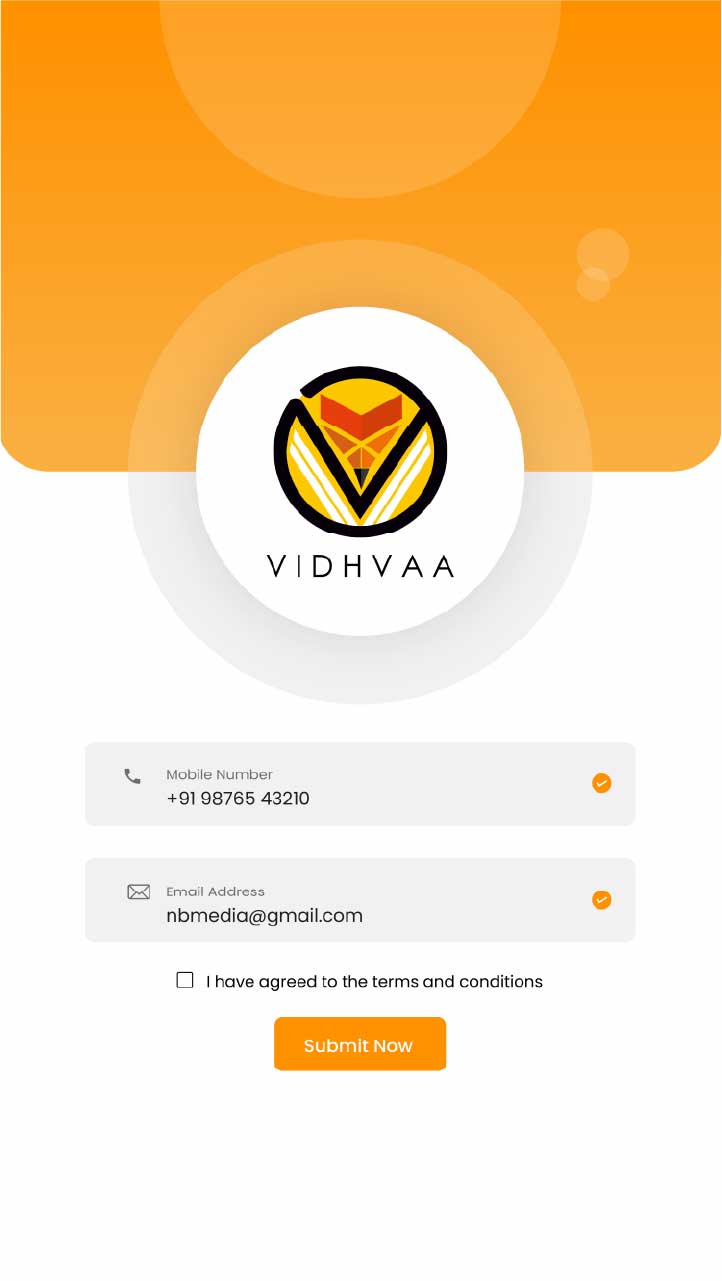 VIDHVAA
Mobile Number
+91 98765 43210
Email Address
nbmedia@gmail.com
I have agreed to the terms and conditions
Submit Now